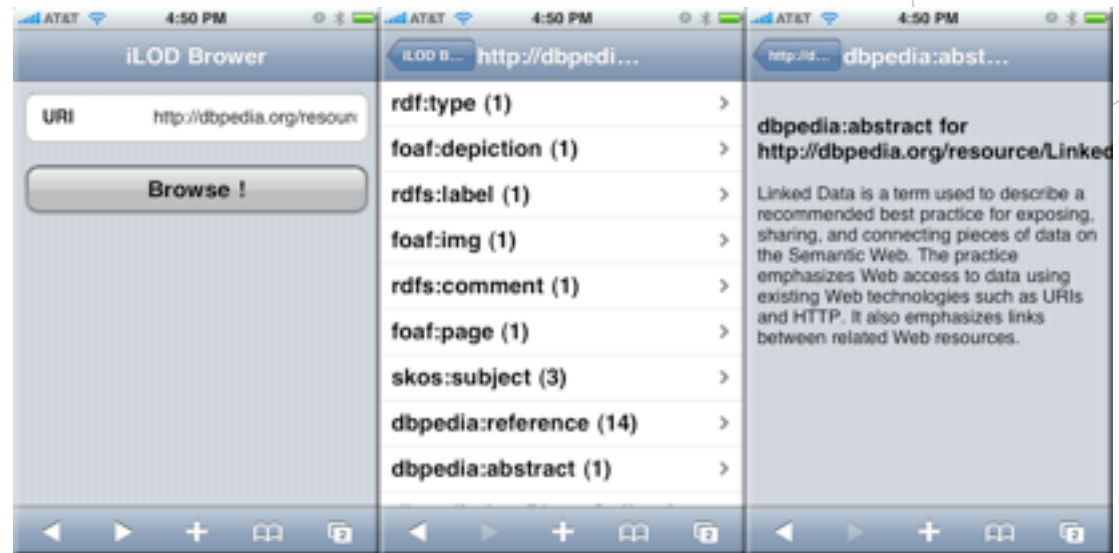 AT&T 4:50 PM
iLOD Brower
URI http://dbpedia.org/resour
Browse !
2
AT&T 4:50 PM
iLOD B... http://dbpedi...
rdf:type (1)
foaf:depiction (1)
rdfs:label (1)
foaf:img (1)
rdfs:comment (1)
foaf:page (1)
skos:subject (3)
dbpedia:reference (14)
dbpedia:abstract (1)
2
AT&T 4:50 PM
http://d... dbpedia:abst...
dbpedia:abstract for
http://dbpedia.org/resource/Linked
Linked Data is a term used to describe a
recommended best practice for exposing,
sharing, and connecting pieces of data on
the Semantic Web. The practice
emphasizes Web access to data using
existing Web technologies such as URIs
and HTTP. It also emphasizes links
between related Web resources.
2